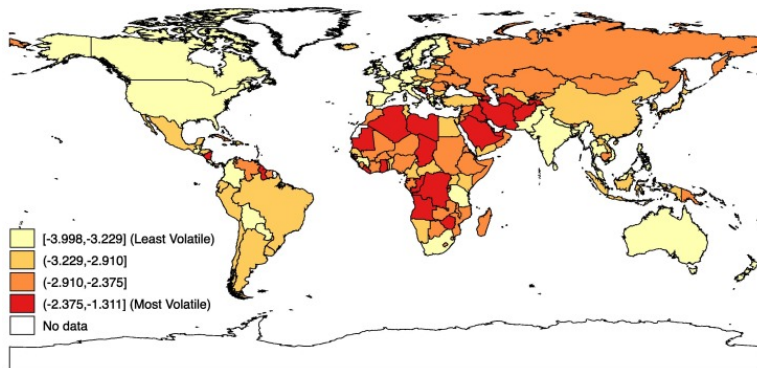 [-3.998,-3.229] (Least Volatile)
(-3.229,-2.910]
(-2.910,-2.375]
(-2.375,-1.311] (Most Volatile)
No data